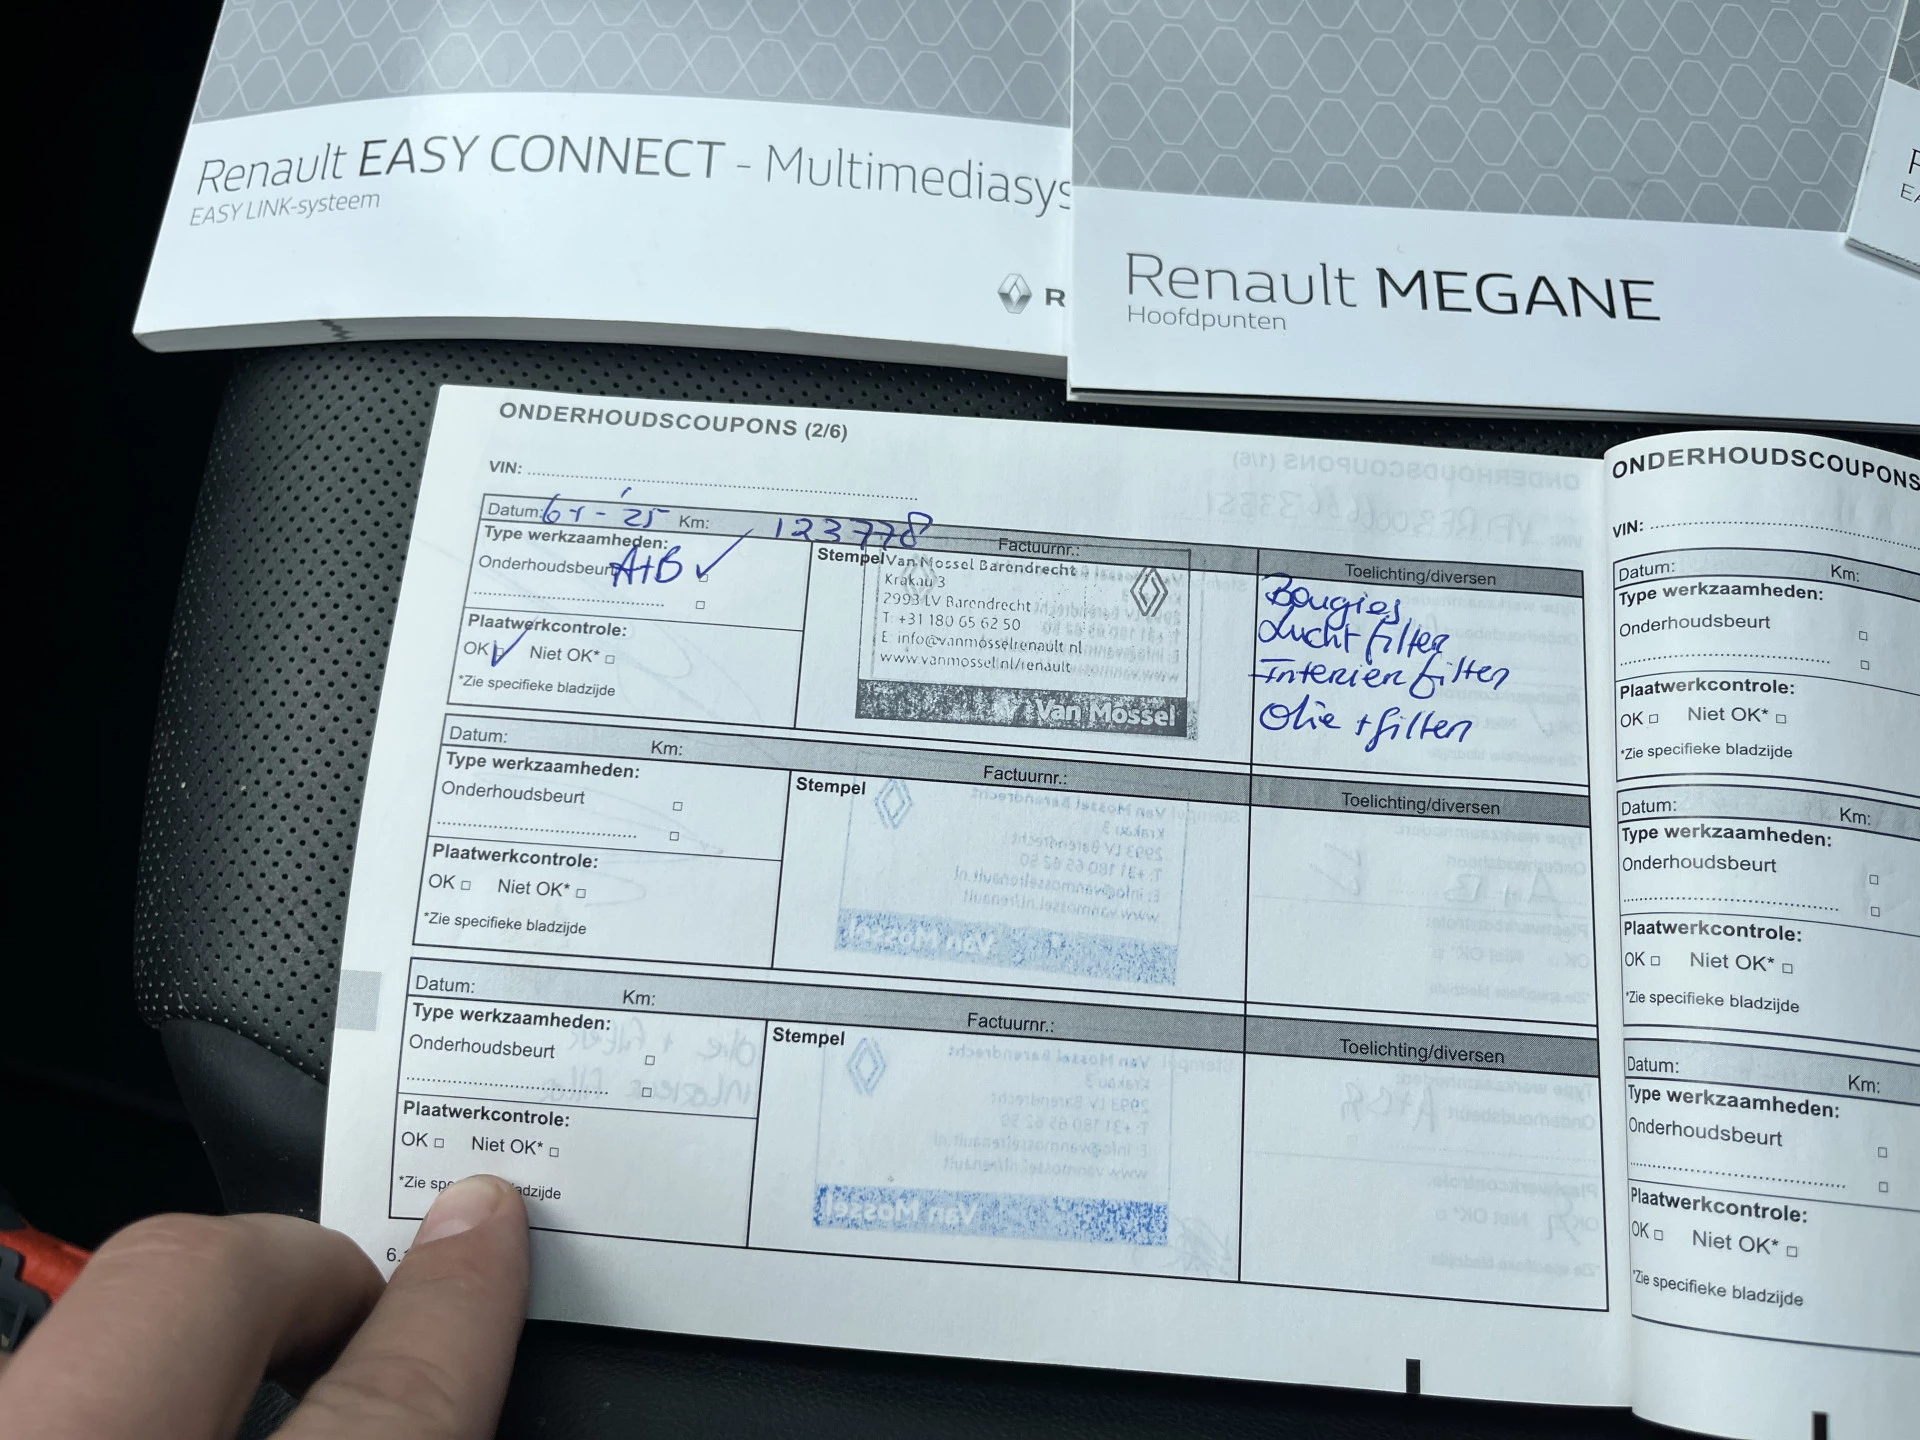 Renault EASY CONNECT - Multimediasys
EASY LINK-systeem
R
Renault MEGANE
Hoofdpunten
ONDERHOUDSCOUPONS (2/6)
VIN:
Datum: Km: 123778 Factuurnr.:
Type werkzaamheden:
Onderhoudsbeurt A+B ✓
Plaatwerkcontrole:
OK ✓ Niet OK*
*Zie specifieke bladzijde
Stempel
Van Mossel Barendrecht
Krakau 3
2993 LV Barendrecht
T: +31 180 65 62 50
E: info@vanmosselrenault.nl
www.vanmossel.nl/renault
Van Mossel
Toelichting/diversen
Bougies
Lucht filter
Interieur filter
Olie + filter
Datum: Km: Factuurnr.:
Type werkzaamheden:
Onderhoudsbeurt
Plaatwerkcontrole:
OK Niet OK*
*Zie specifieke bladzijde
Stempel
Toelichting/diversen
Datum: Km: Factuurnr.:
Type werkzaamheden:
Onderhoudsbeurt
Plaatwerkcontrole:
OK Niet OK*
*Zie adzijde
Stempel
Toelichting/diversen
6.
ONDERHOUDSCOUPONS
VIN:
Datum: Km:
Type werkzaamheden:
Onderhoudsbeurt
Plaatwerkcontrole:
OK Niet OK*
*Zie specifieke bladzijde
Datum: Km:
Type werkzaamheden:
Onderhoudsbeurt
Plaatwerkcontrole:
OK Niet OK*
*Zie specifieke bladzijde
Datum: Km:
Type werkzaamheden:
Onderhoudsbeurt
Plaatwerkcontrole:
OK Niet OK*
*Zie specifieke bladzijde